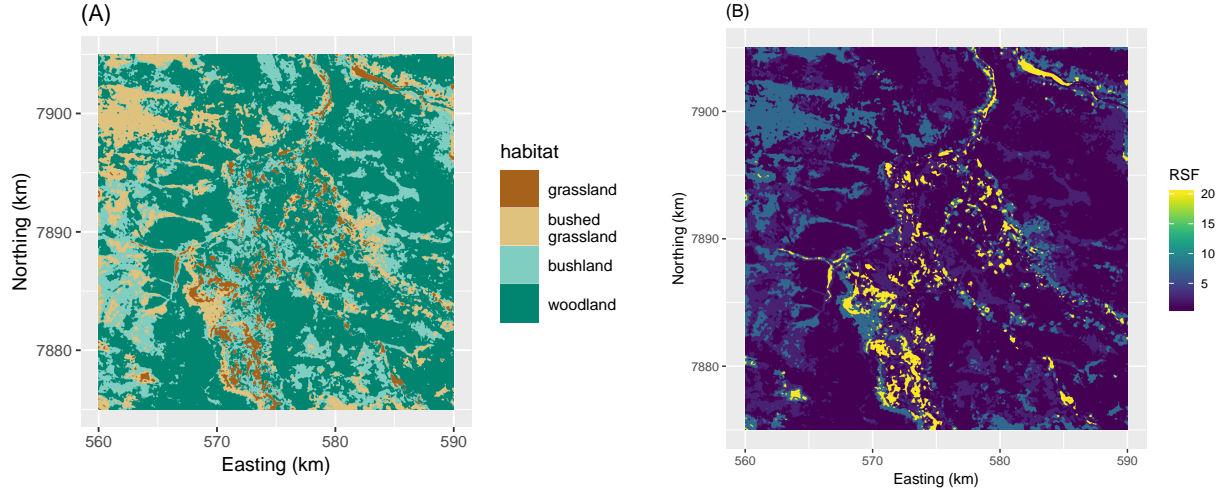 (A)
7900
7890
7880
Northing (km)
560
570
580
590
Easting (km)
habitat
grassland
bushed
grassland
bushland
woodland
(B)
7900
7890
7880
Northing (km)
560
570
580
590
Easting (km)
RSF
20
15
10
5